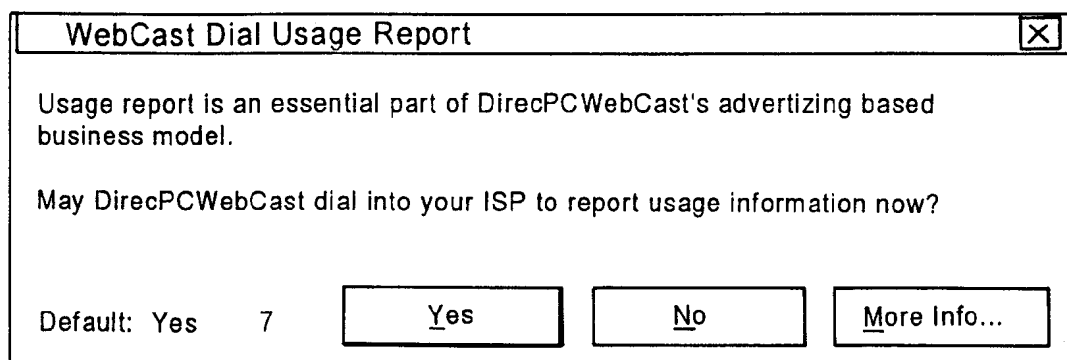 WebCast Dial Usage Report
Usage report is an essential part of DirecPCWebCast's advertizing based
business model.
May DirecPCWebCast dial into your ISP to report usage information now?
Default: Yes 7 Yes No More Info...